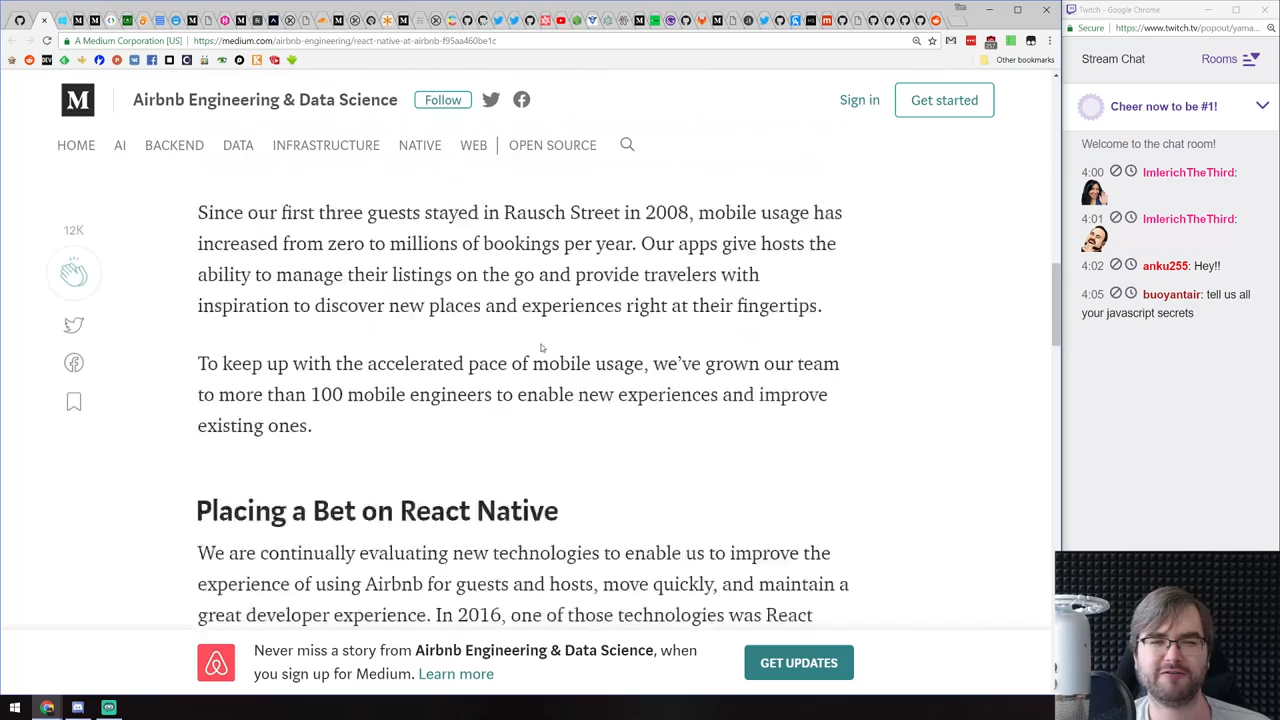 Twitch - Google Chrome
A Medium Corporation [US]
https://medium.com/airbnb-engineering/react-native-at-airbnb-f95aa460be1c
Secure
https://www.twitch.tv/popout/yama...
Other bookmarks
M
Airbnb Engineering & Data Science
Follow
Sign in
Get started
HOME
AI
BACKEND
DATA
INFRASTRUCTURE
NATIVE
WEB
OPEN SOURCE
12K
Since our first three guests stayed in Rausch Street in 2008, mobile usage has
increased from zero to millions of bookings per year. Our apps give hosts the
ability to manage their listings on the go and provide travelers with
inspiration to discover new places and experiences right at their fingertips.
To keep up with the accelerated pace of mobile usage, we’ve grown our team
to more than 100 mobile engineers to enable new experiences and improve
existing ones.
Placing a Bet on React Native
We are continually evaluating new technologies to enable us to improve the
experience of using Airbnb for guests and hosts, move quickly, and maintain a
great developer experience. In 2016, one of those technologies was React
Never miss a story from Airbnb Engineering & Data Science, when
you sign up for Medium. Learn more
GET UPDATES
Stream Chat
Rooms
Cheer now to be #1!
Welcome to the chat room!
4:00 ImIerichTheThird:
4:01 ImIerichTheThird:
4:02 anku255: Hey!!
4:05 buoyantair: tell us all
your javascript secrets